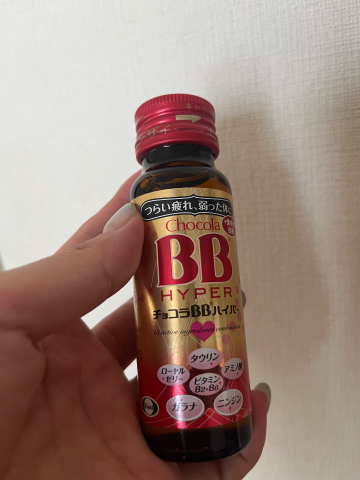 つらい疲れ、弱った体に
Chocola
BB
HYPER
チョコラBBハイパー
タウリン
ローヤル
ゼリー
アミノ酸
ビタミン
B2・B6
ガラナ
ニンジン